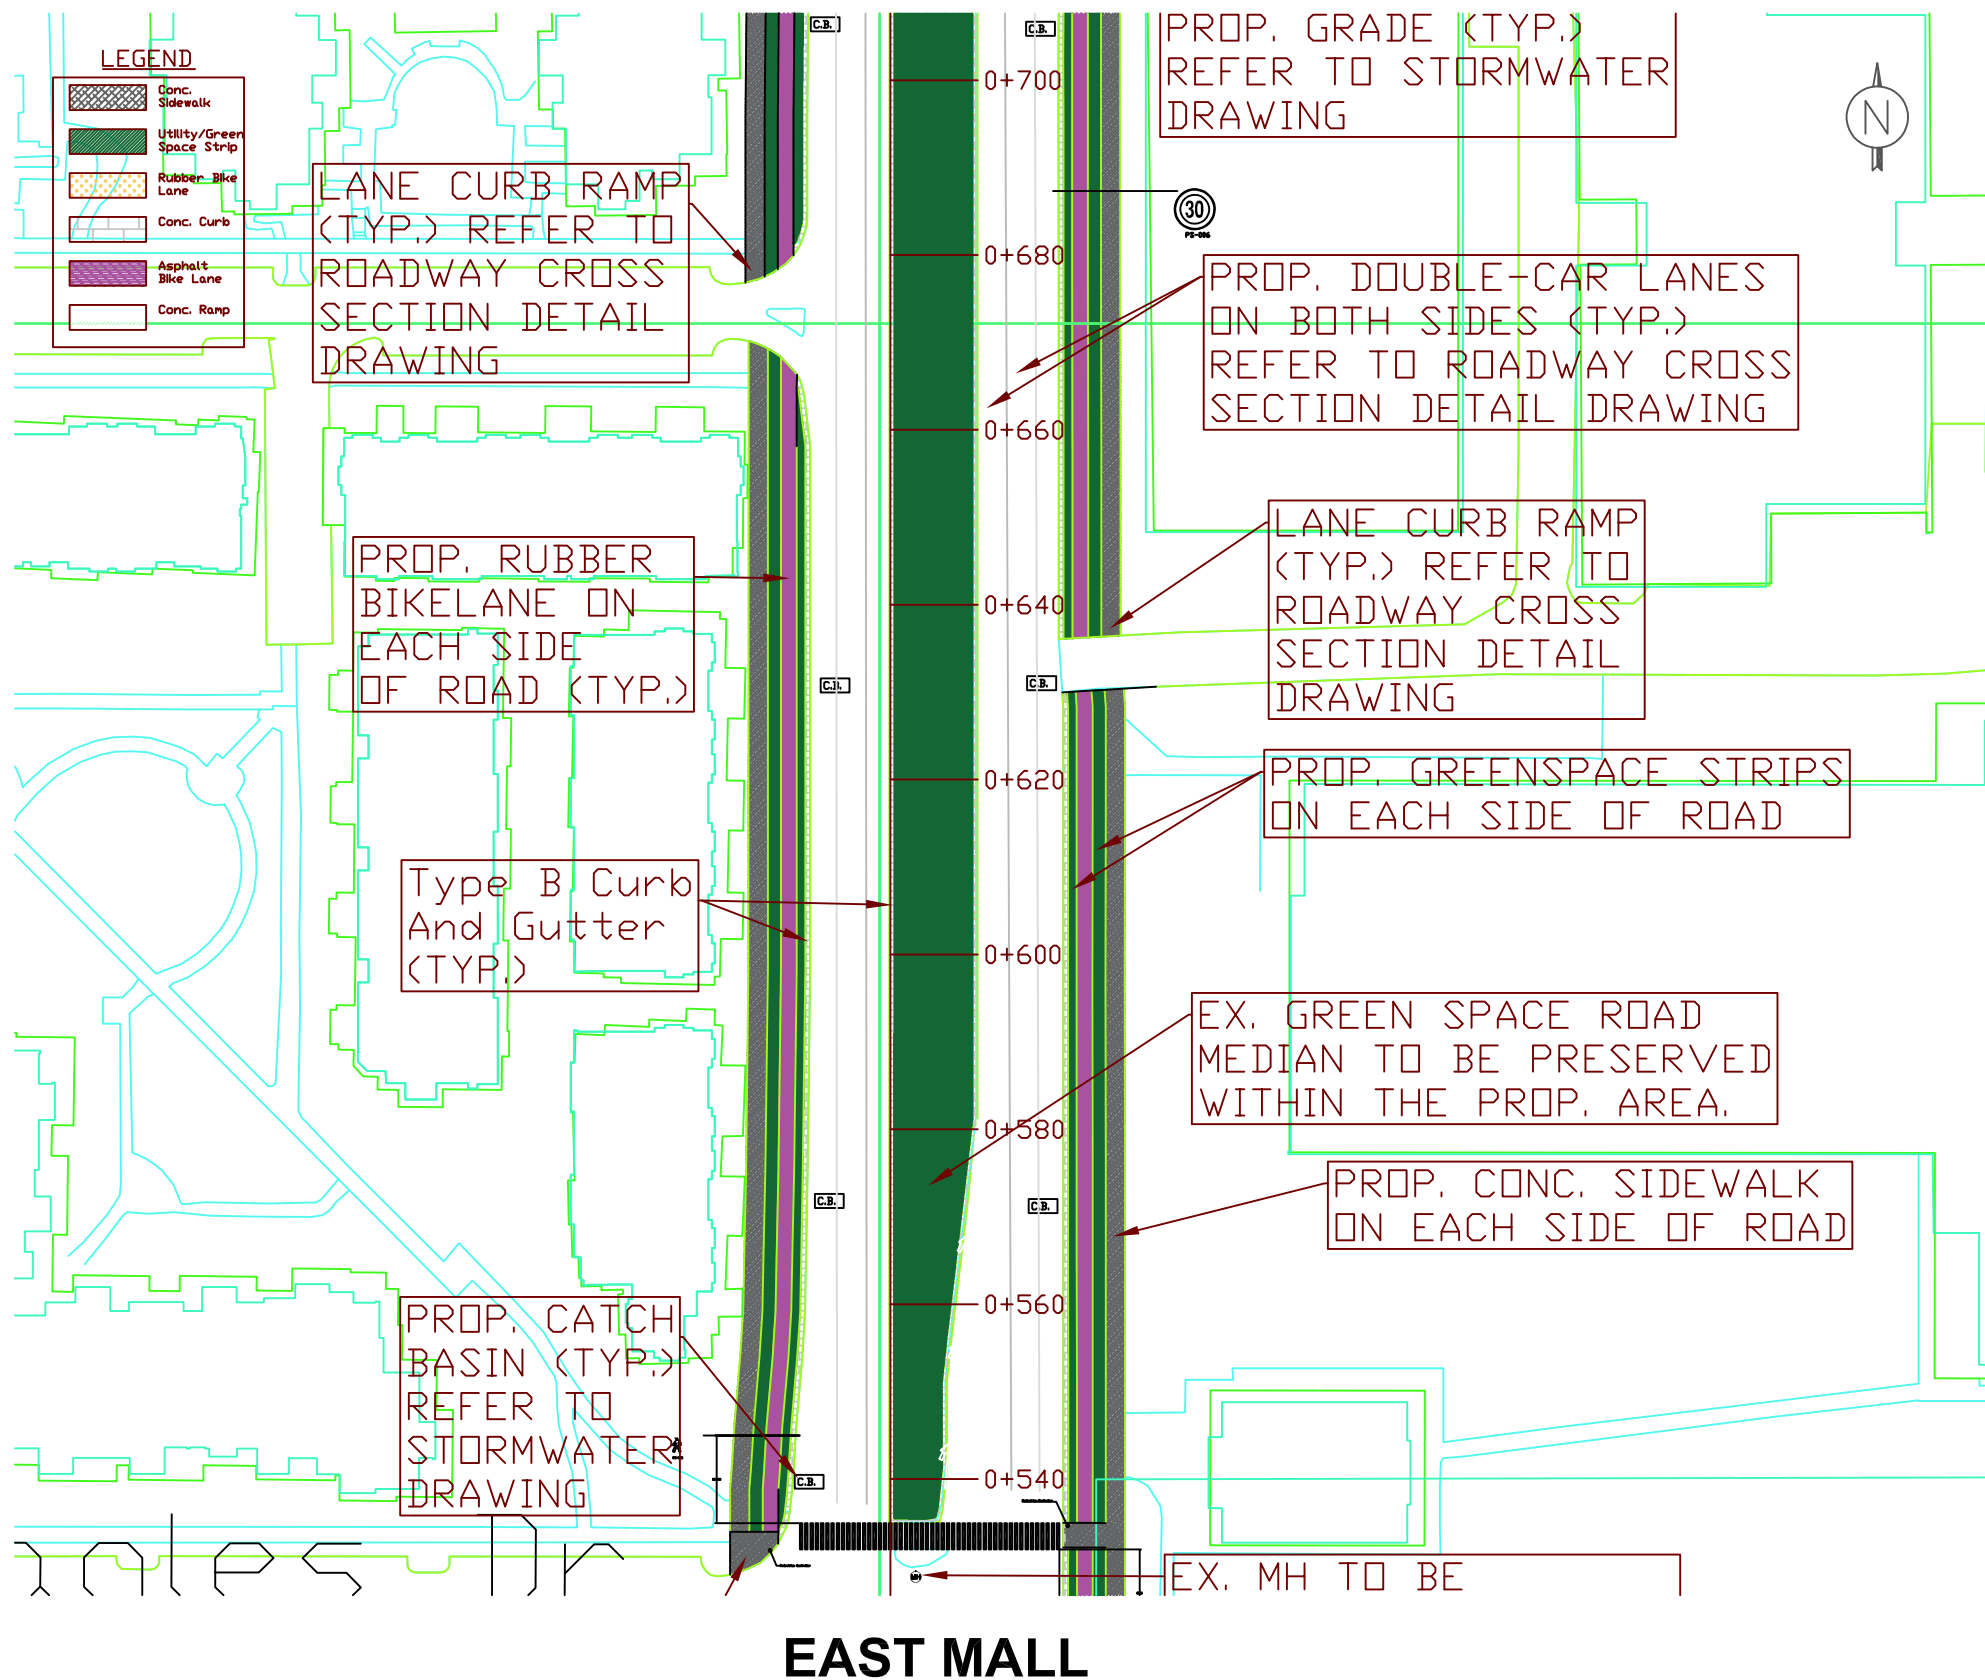 LEGEND
Conc.
Sidewalk
Utility/Green
Space Strip
Rubber Bike
Lane
Conc. Curb
Asphalt
Bike Lane
Conc. Ramp
LANE CURB RAMP
(TYP.) REFER TO
ROADWAY CROSS
SECTION DETAIL
DRAWING
PROP. RUBBER
BIKELANE ON
EACH SIDE
OF ROAD (TYP.)
Type B Curb
And Gutter
(TYP.)
PROP. CATCH
BASIN (TYP.)
REFER TO
STORMWATER
DRAWING
C.B.
C.B.
C.B.
C.B.
0+700
0+680
0+660
0+640
0+620
0+600
0+580
0+560
0+540
C.B.
C.B.
C.B.
PROP. GRADE (TYP.)
REFER TO STORMWATER
DRAWING
N
30
PS-016
PROP. DOUBLE-CAR LANES
ON BOTH SIDES (TYP.)
REFER TO ROADWAY CROSS
SECTION DETAIL DRAWING
LANE CURB RAMP
(TYP.) REFER TO
ROADWAY CROSS
SECTION DETAIL
DRAWING
PROP. GREENSPACE STRIPS
ON EACH SIDE OF ROAD
EX. GREEN SPACE ROAD
MEDIAN TO BE PRESERVED
WITHIN THE PROP. AREA.
PROP. CONC. SIDEWALK
ON EACH SIDE OF ROAD
MH
EX. MH TO BE
ales Dr
EAST MALL